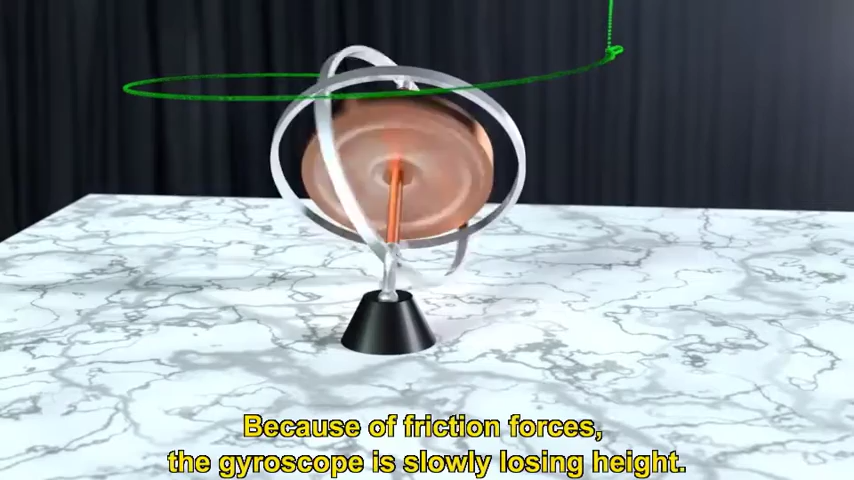 Because of friction forces,
the gyroscope is slowly losing height.